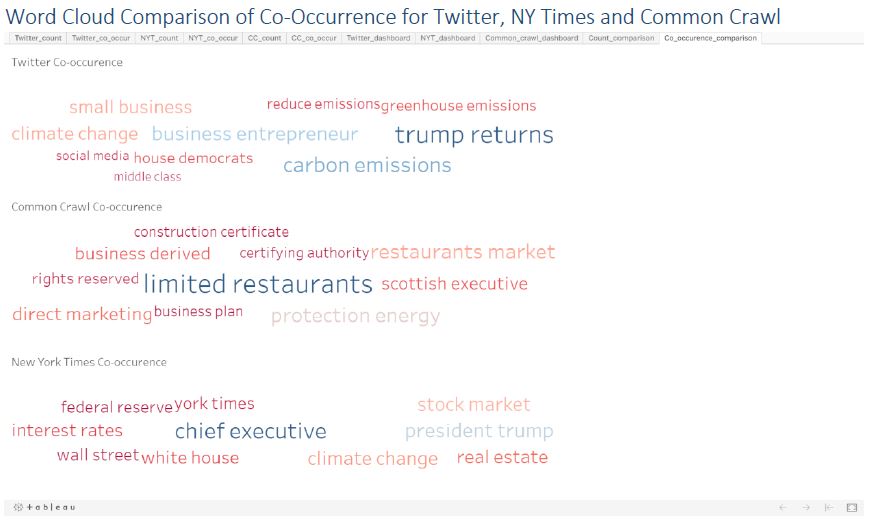 Word Cloud Comparison of Co-Occurrence for Twitter, NY Times and Common Crawl
Twitter_count Twitter_co_occur NYT_count NYT_co_occur CC_count CC_co_occur Twitter_dashboard NYT_dashboard Common_crawl_dashboard Count_comparison Co_occurence_comparison
Twitter Co-occurence
small business reduce emissions greenhouse emissions
climate change business entrepreneur trump returns
social media house democrats carbon emissions
middle class
Common Crawl Co-occurence
construction certificate
business derived certifying authority restaurants market
rights reserved limited restaurants scottish executive
direct marketing business plan protection energy
New York Times Co-occurence
federal reserve york times stock market
interest rates chief executive president trump
wall street white house climate change real estate
+ableau